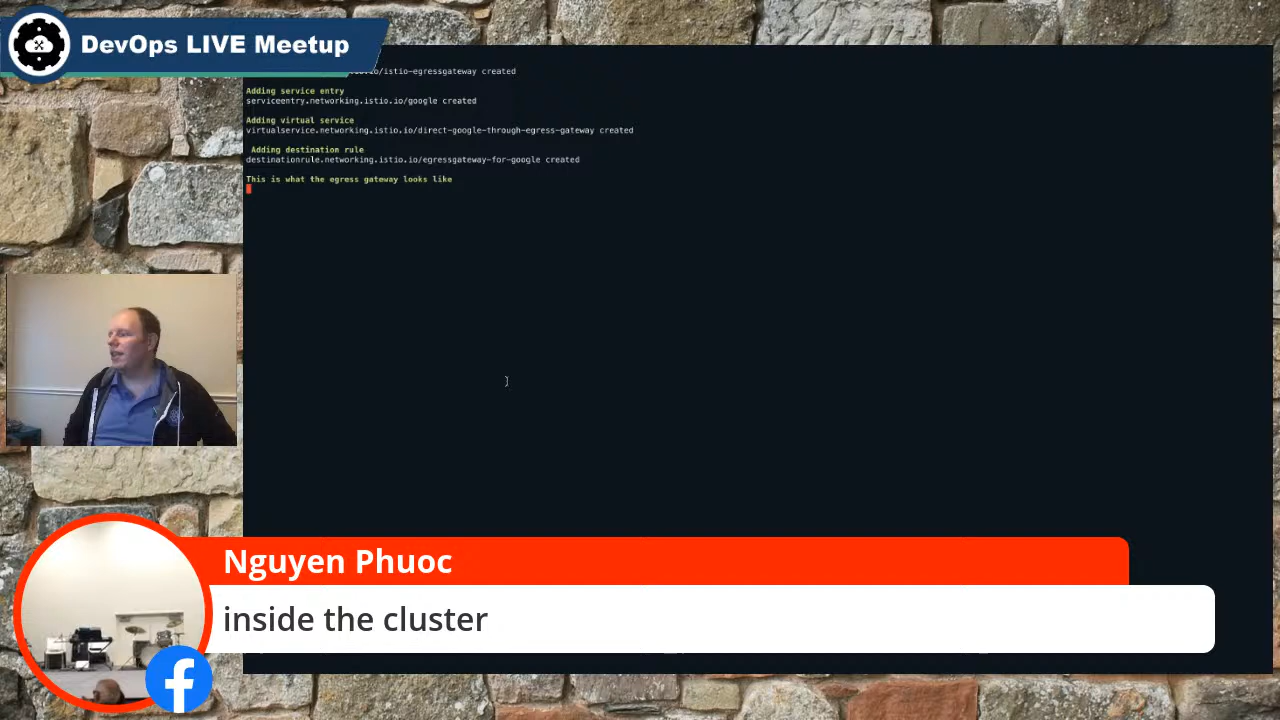 DevOps LIVE Meetup
io/istio-egressgateway created
Adding service entry
serviceentry.networking.istio.io/google created
Adding virtual service
virtualservice.networking.istio.io/direct-google-through-egress-gateway created
Adding destination rule
destinationrule.networking.istio.io/egressgateway-for-google created
This is what the egress gateway looks like
Nguyen Phuoc
inside the cluster